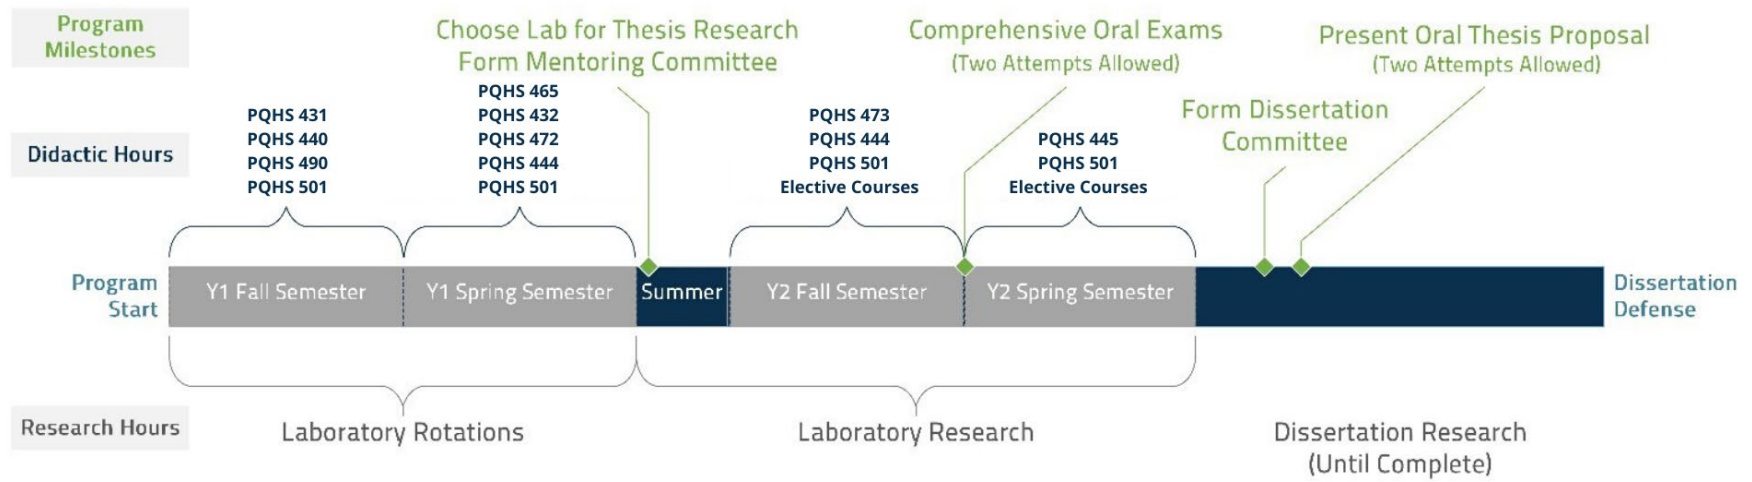 Program
Milestones
Choose Lab for Thesis Research
Form Mentoring Committee
Comprehensive Oral Exams
(Two Attempts Allowed)
Present Oral Thesis Proposal
(Two Attempts Allowed)
Form Dissertation
Committee
Didactic Hours
PQHS 431
PQHS 440
PQHS 490
PQHS 501
PQHS 465
PQHS 432
PQHS 472
PQHS 444
PQHS 501
PQHS 473
PQHS 444
PQHS 501
Elective Courses
PQHS 445
PQHS 501
Elective Courses
Program
Start
Y1 Fall Semester
Y1 Spring Semester
Summer
Y2 Fall Semester
Y2 Spring Semester
Dissertation
Defense
Research Hours
Laboratory Rotations
Laboratory Research
Dissertation Research
(Until Complete)